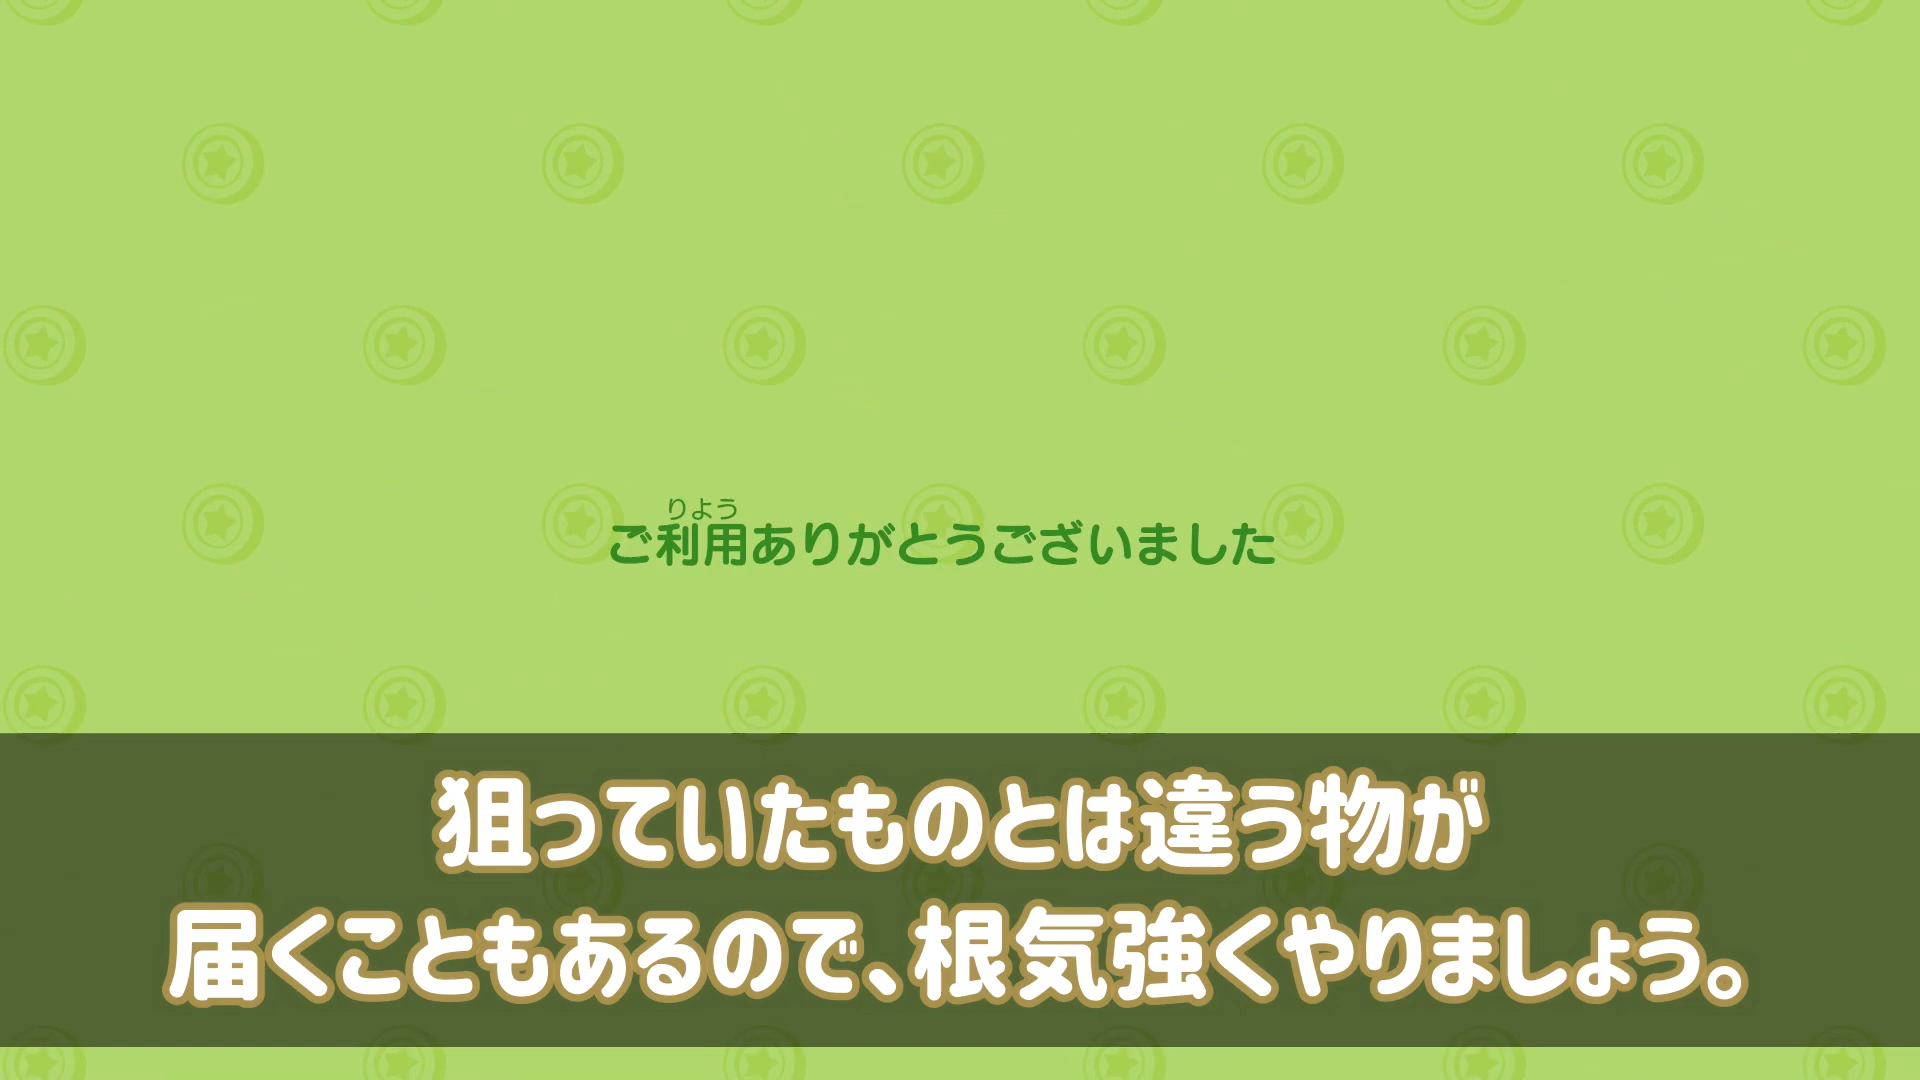 りよう
ご利用ありがとうございました
狙っていたものとは違う物が
届くこともあるので、根気強くやりましょう。